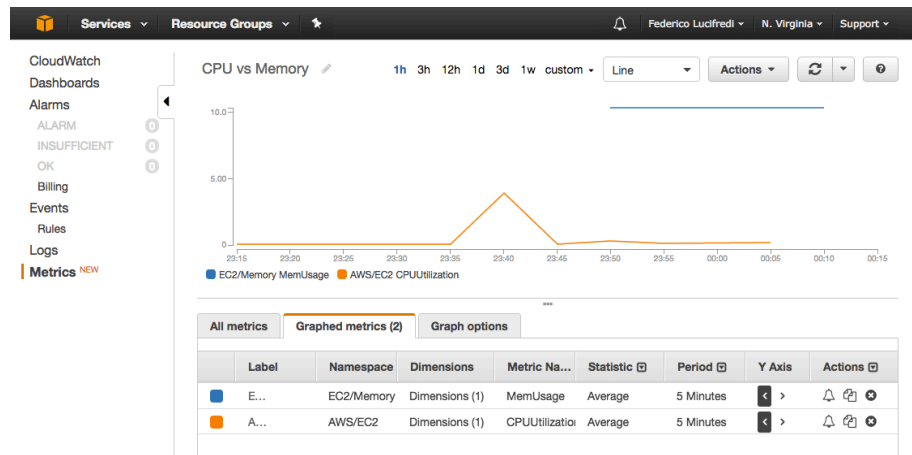 Services Resource Groups Federico Lucifredi N. Virginia Support
CloudWatch
Dashboards
Alarms
ALARM 0
INSUFFICIENT 0
OK 0
Billing
Events
Rules
Logs
Metrics NEW
CPU vs Memory 1h 3h 12h 1d 3d 1w custom Line Actions
10.0
5.00
0
23:15 23:20 23:25 23:30 23:35 23:40 23:45 23:50 23:55 00:00 00:05 00:10 00:15
EC2/Memory MemUsage AWS/EC2 CPUUtilization
All metrics Graphed metrics (2) Graph options
Label Namespace Dimensions Metric Na... Statistic Period Y Axis Actions
E... EC2/Memory Dimensions (1) MemUsage Average 5 Minutes < >
A... AWS/EC2 Dimensions (1) CPUUtilizatio Average 5 Minutes < >